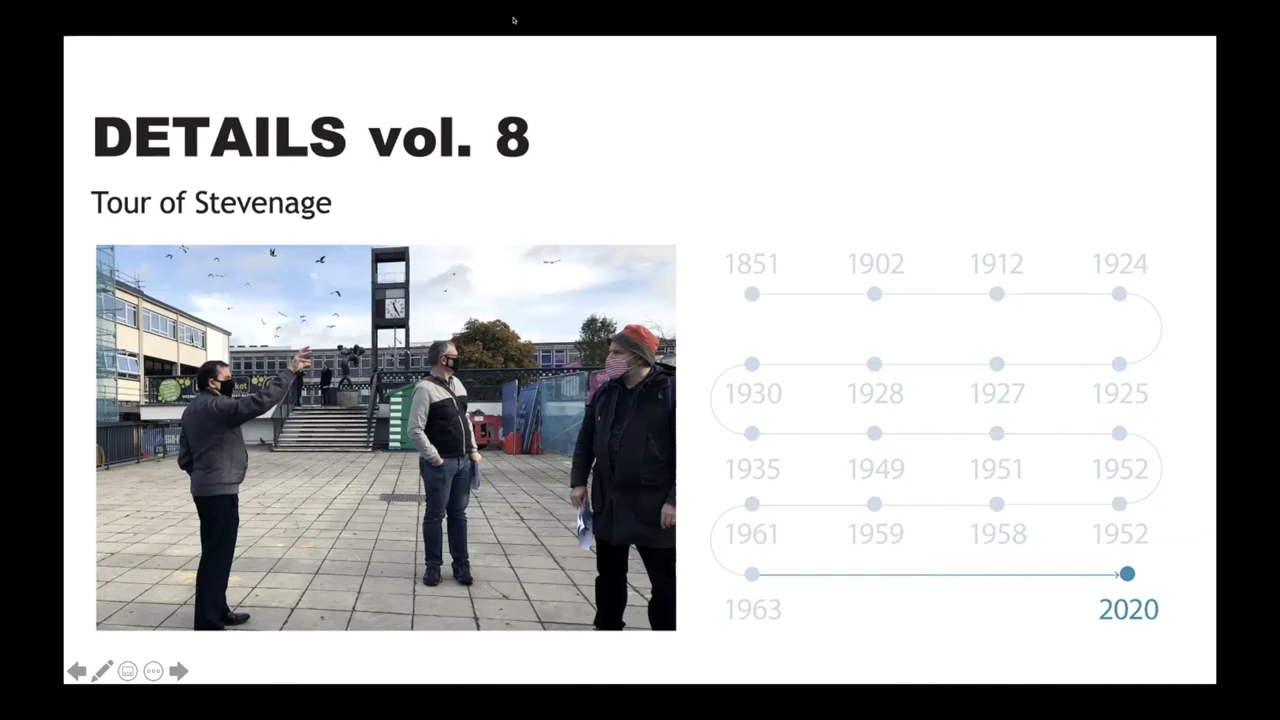 DETAILS vol. 8
Tour of Stevenage
1851 1902 1912 1924
1930 1928 1927 1925
1935 1949 1951 1952
1961 1959 1958 1952
1963 2020